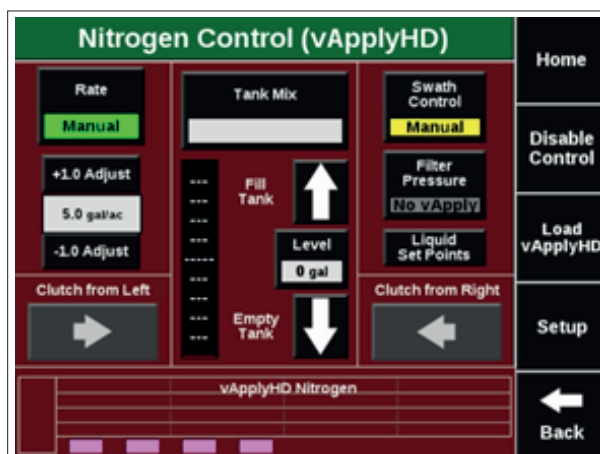 Nitrogen Control (vApplyHD)
Rate
Manual
+1.0 Adjust
5.0 gal/ac
-1.0 Adjust
Clutch from Left
Tank Mix
Fill
Tank
Level
0 gal
Empty
Tank
Swath
Control
Manual
Filter
Pressure
No vApply
Liquid
Set Points
Clutch from Right
vApplyHD Nitrogen
Home
Disable
Control
Load
vApplyHD
Setup
Back